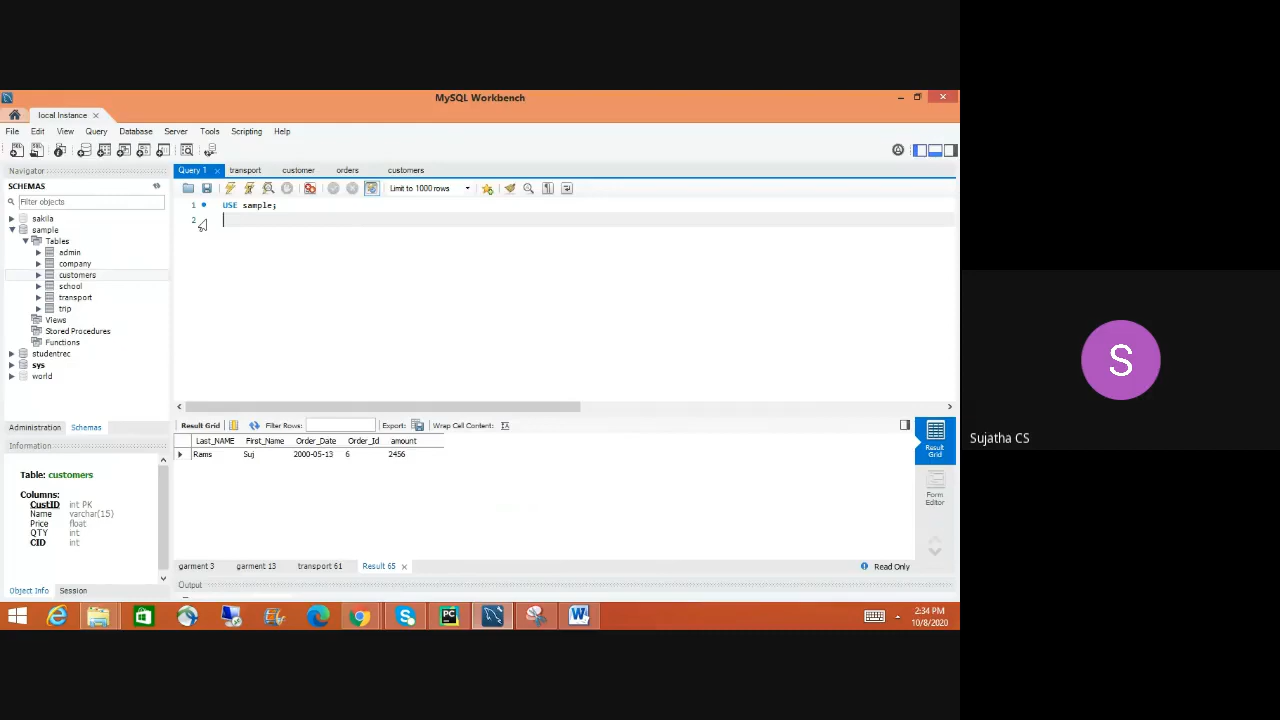 MySQL Workbench
local Instance
File Edit View Query Database Server Tools Scripting Help
Navigator
SCHEMAS
Filter objects
sakila
sample
Tables
admin
company
customers
school
transport
trip
Views
Stored Procedures
Functions
studentrec
sys
world
Administration Schemas
Information
Table: customers
Columns:
CustID int PK
Name varchar(15)
Price float
QTY int
CID int
Object Info Session
Query 1 transport customer orders customers
Limit to 1000 rows
1 USE sample;
2
Result Grid Filter Rows: Export: Wrap Cell Content:
Last_NAME First_Name Order_Date Order_Id amount
Rams Suj 2000-05-13 6 2456
Result Grid
Form Editor
garment 3 garment 13 transport 61 Result 65 Read Only
Output
2:34 PM
10/8/2020
S
Sujatha CS